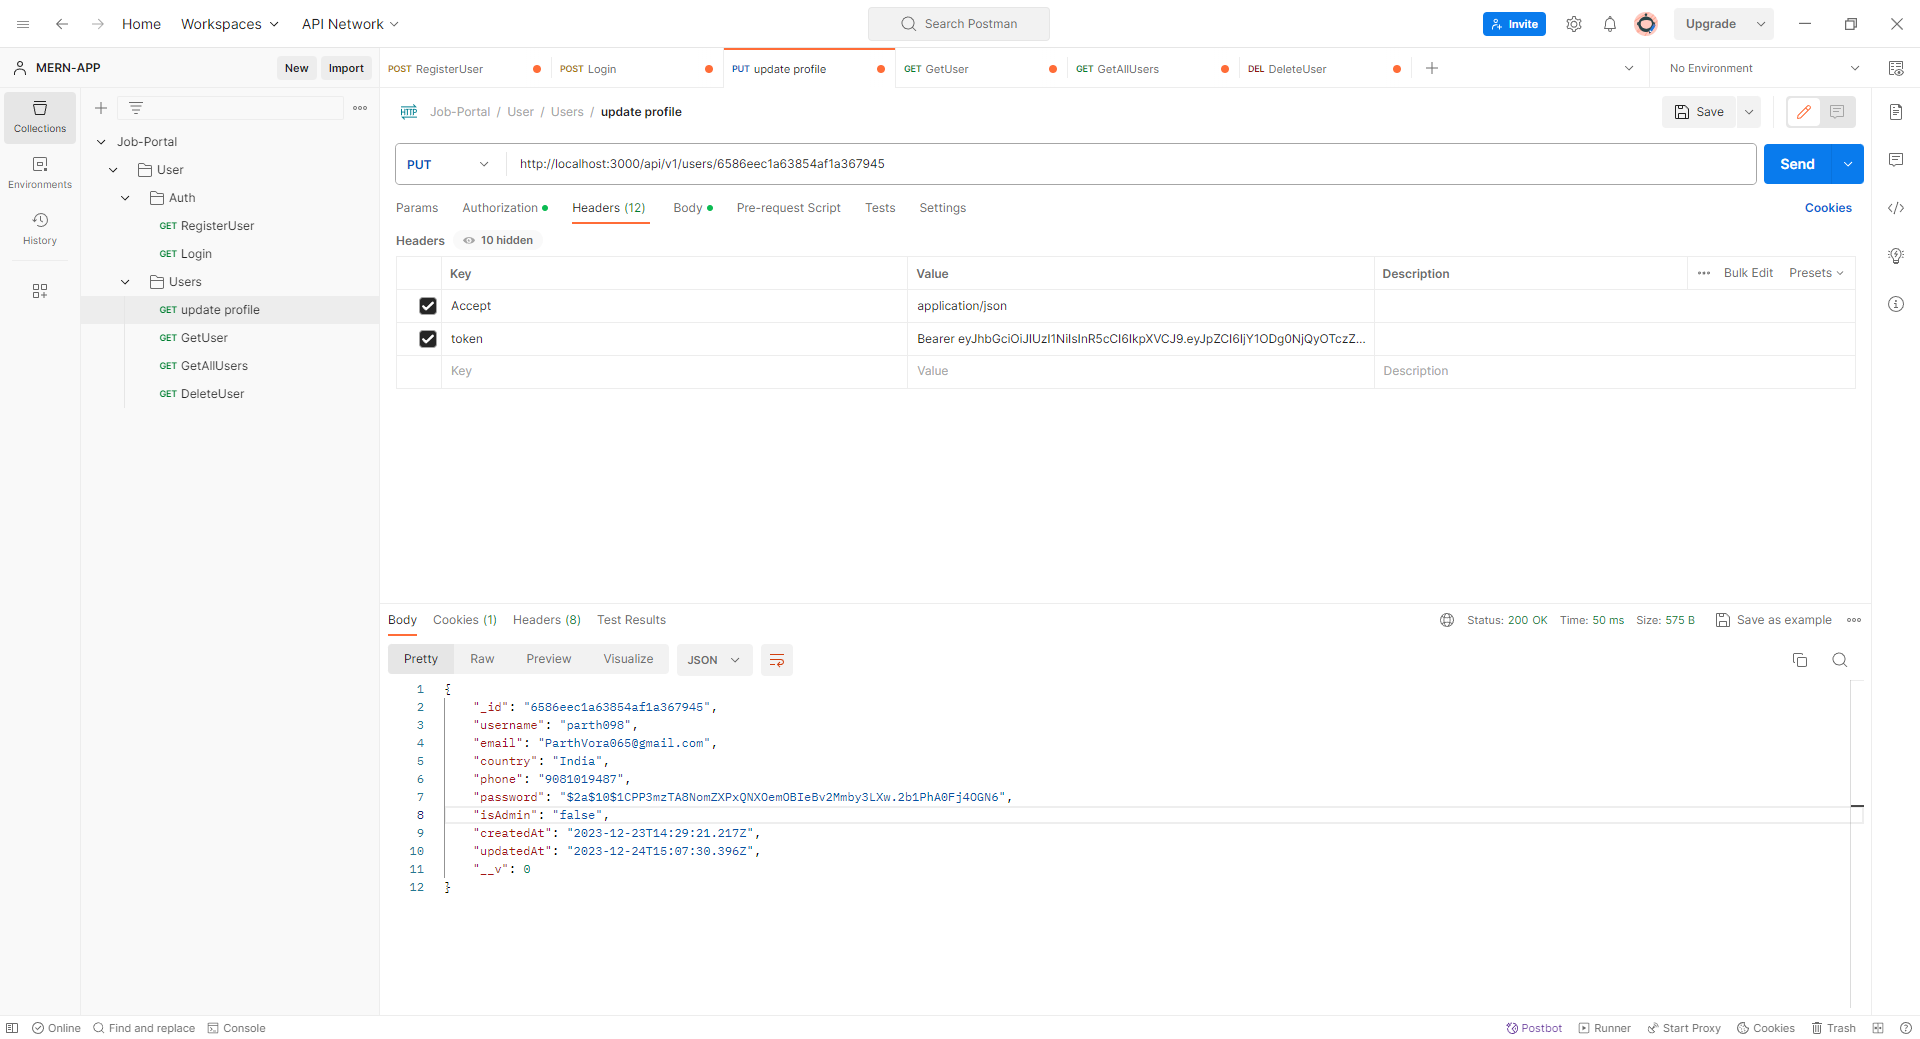 Home Workspaces API Network Search Postman Invite Upgrade
MERN-APP New Import POST RegisterUser POST Login PUT update profile GET GetUser GET GetAllUsers DEL DeleteUser No Environment
Collections
Environments
History
Job-Portal
User
Auth
GET RegisterUser
GET Login
Users
GET update profile
GET GetUser
GET GetAllUsers
GET DeleteUser
HTTP Job-Portal / User / Users / update profile Save
PUT http://localhost:3000/api/v1/users/6586eec1a63854af1a367945 Send
Params Authorization Headers (12) Body Pre-request Script Tests Settings Cookies
Headers 10 hidden
Key Value Description Bulk Edit Presets
Accept application/json
token Bearer eyJhbGciOiJIUzI1NiIsInR5cCI6IkpXVCJ9.eyJpZCI6IjY1ODg0NjQyOTczZ...
Key Value Description
Body Cookies (1) Headers (8) Test Results Status: 200 OK Time: 50 ms Size: 575 B Save as example
Pretty Raw Preview Visualize JSON
1 {
2 "_id": "6586eec1a63854af1a367945",
3 "username": "parth098",
4 "email": "ParthVora065@gmail.com",
5 "country": "India",
6 "phone": "9081019487",
7 "password": "$2a$10$1CPP3mzTA8NomZXPxQNXOemOBIeBv2Mmby3LXw.2b1PhA0Fj4OGN6",
8 "isAdmin": "false",
9 "createdAt": "2023-12-23T14:29:21.217Z",
10 "updatedAt": "2023-12-24T15:07:30.396Z",
11 "__v": 0
12 }
Online Find and replace Console Postbot Runner Start Proxy Cookies Trash